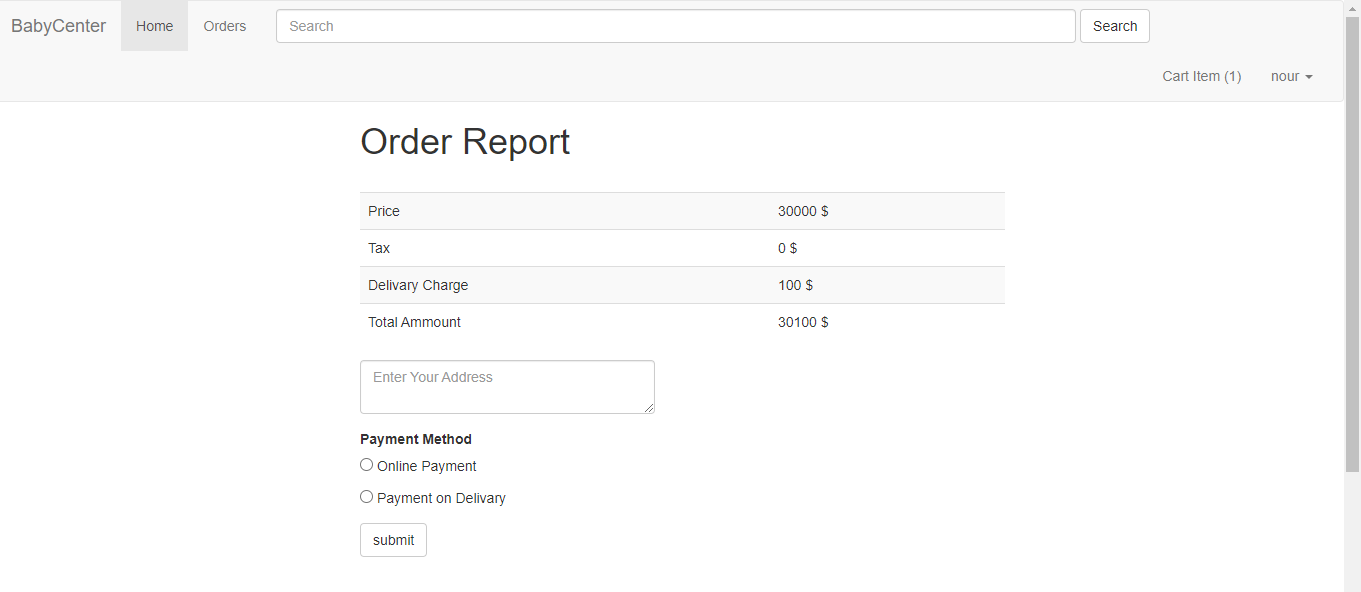 BabyCenter Home Orders Search Search
Cart Item (1) nour
Order Report
Price 30000 $
Tax 0 $
Delivary Charge 100 $
Total Ammount 30100 $
Enter Your Address
Payment Method
Online Payment
Payment on Delivary
submit